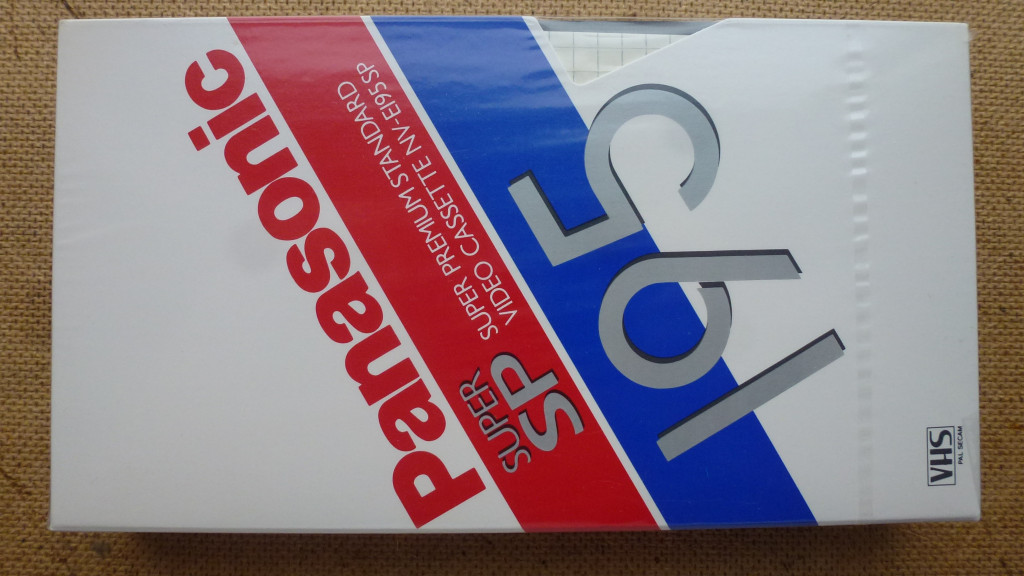 Panasonic
SUPER
SP
SUPER PREMIUM STANDARD
VIDEO CASSETTE NV-E195SP
195
VHS
PAL SECAM